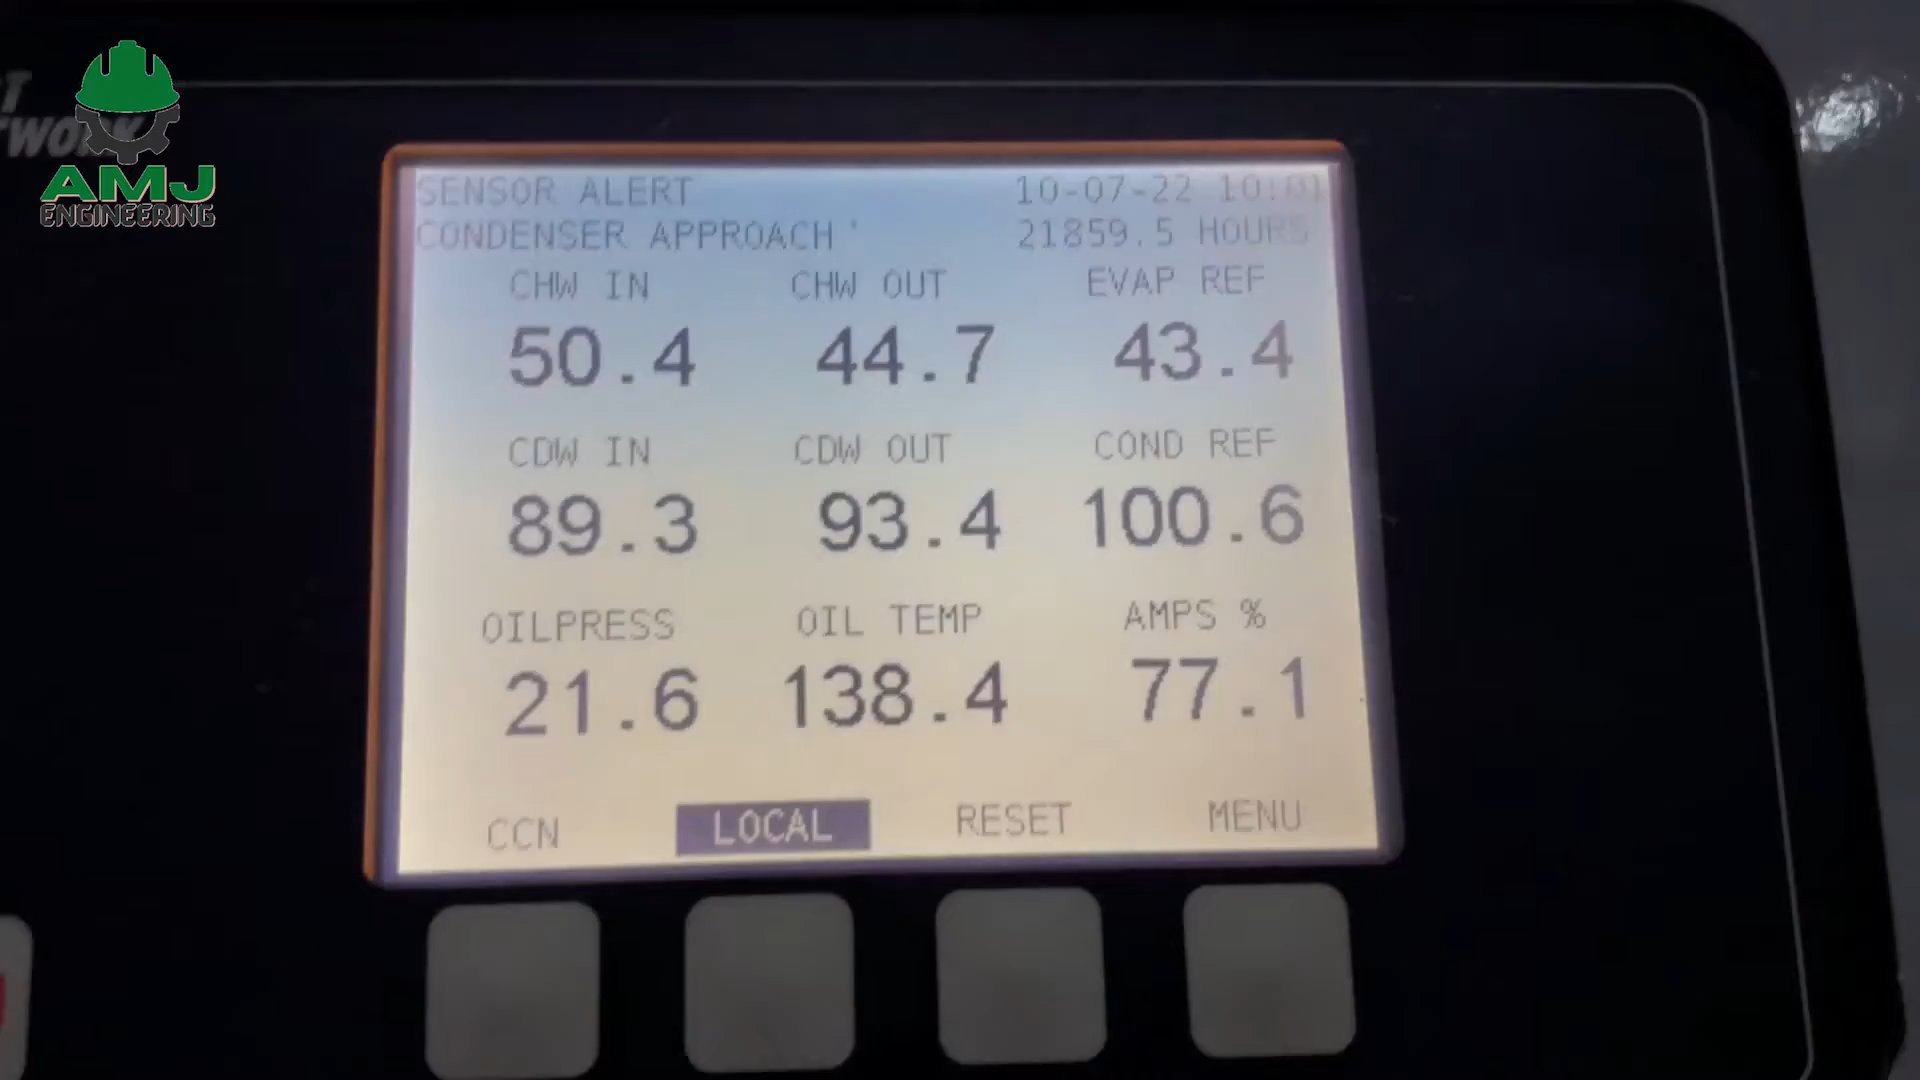 AMJ
ENGINEERING
SENSOR ALERT 10-07-22 10:01
CONDENSER APPROACH 21859.5 HOURS
CHW IN CHW OUT EVAP REF
50.4 44.7 43.4
CDW IN CDW OUT COND REF
89.3 93.4 100.6
OILPRESS OIL TEMP AMPS %
21.6 138.4 77.1
CCN LOCAL RESET MENU